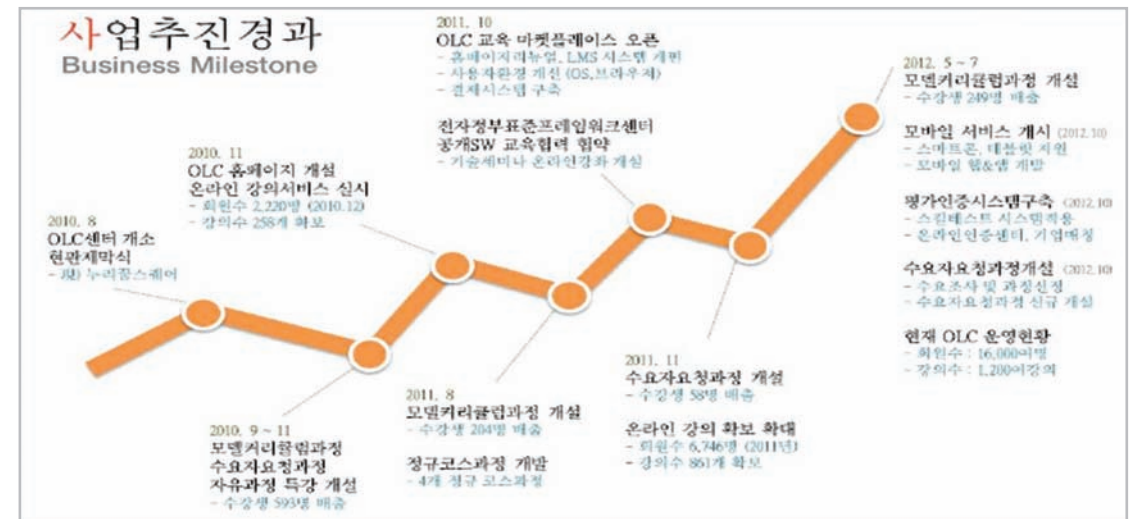 사업추진경과
Business Milestone
2010. 8
OLC센터 개소
현판제막식
- 現) 누리꿈스퀘어
2010. 9 ~ 11
모델커리큘럼과정
수요자요청과정
자유과정 특강 개설
- 수강생 593명 배출
2010. 11
OLC 홈페이지 개설
온라인 강의서비스 실시
- 회원수 2,220명 (2010.12)
- 강의수 258개 확보
2011. 8
모델커리큘럼과정 개설
- 수강생 204명 배출
정규코스과정 개발
- 4개 정규 코스과정
2011. 10
OLC 교육 마켓플레이스 오픈
- 홈페이지리뉴얼, LMS 시스템 개편
- 사용자환경 개선 (OS,브라우저)
- 결제시스템 구축
전자정부표준프레임워크센터
공개SW 교육협력 협약
- 기술세미나 온라인강좌 개설
2011. 11
수요자요청과정 개설
- 수강생 58명 배출
온라인 강의 확보 확대
- 회원수 6,746명 (2011년)
- 강의수 861개 확보
2012. 5 ~ 7
모델커리큘럼과정 개설
- 수강생 249명 배출
모바일 서비스 개시 (2012.10)
- 스마트폰, 태블릿 지원
- 모바일 웹&앱 개발
평가인증시스템구축 (2012.10)
- 스킬테스트 시스템적용
- 온라인인증센터, 기업매칭
수요자요청과정개설 (2012.10)
- 수요조사 및 과정선정
- 수요자요청과정 신규 개설
현재 OLC 운영현황
- 회원수 : 16,000여명
- 강의수 : 1,200여강의